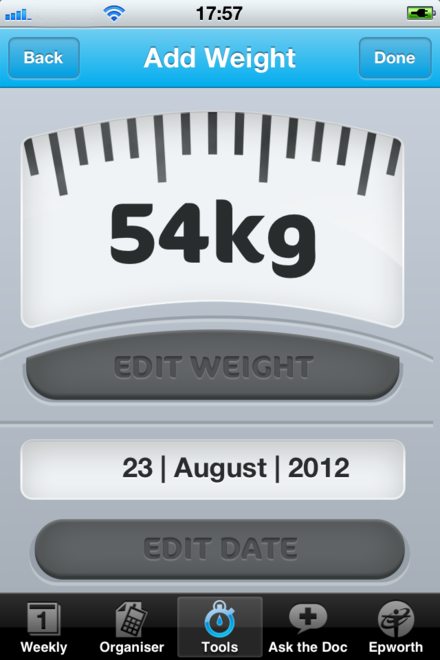 17:57
Back Add Weight Done
54kg
EDIT WEIGHT
23 | August | 2012
EDIT DATE
1
Weekly Organiser Tools Ask the Doc Epworth